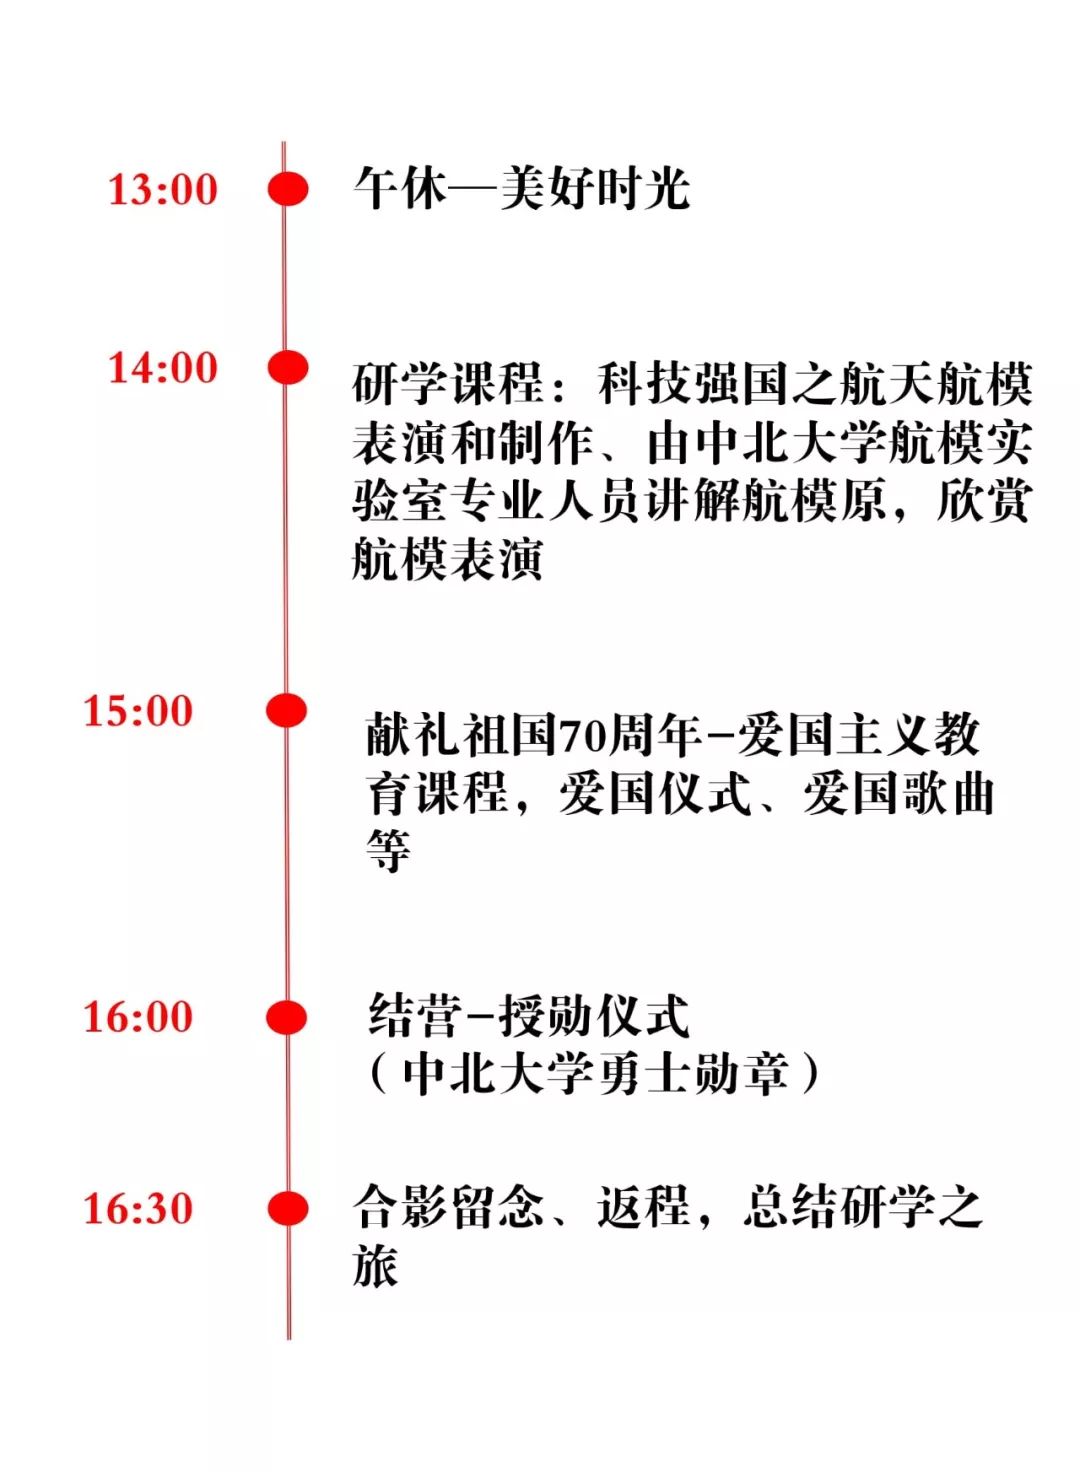 13:00
午休—美好时光
14:00
研学课程：科技强国之航天航模
表演和制作、由中北大学航模实
验室专业人员讲解航模原，欣赏
航模表演
15:00
献礼祖国70周年-爱国主义教
育课程，爱国仪式、爱国歌曲
等
16:00
结营-授勋仪式
（中北大学勇士勋章）
16:30
合影留念、返程，总结研学之
旅